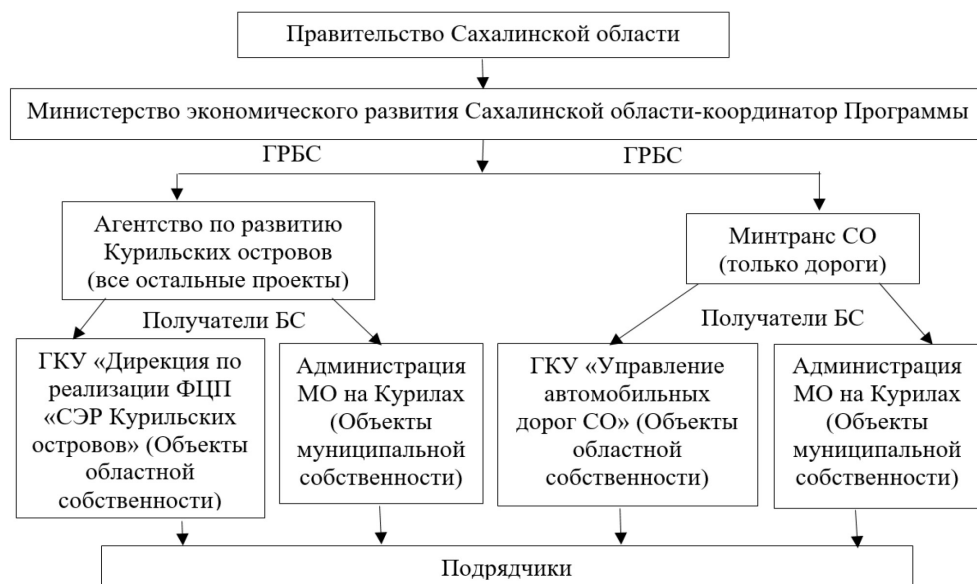 Правительство Сахалинской области
Министерство экономического развития Сахалинской области-координатор Программы
ГРБС
ГРБС
Агентство по развитию
Курильских островов
(все остальные проекты)
Минтранс СО
(только дороги)
Получатели БС
Получатели БС
ГКУ «Дирекция по
реализации ФЦП
«СЭР Курильских
островов» (Объекты
областной
собственности)
Администрация
МО на Курилах
(Объекты
муниципальной
собственности)
ГКУ «Управление
автомобильных
дорог СО» (Объекты
областной
собственности)
Администрация
МО на Курилах
(Объекты
муниципальной
собственности)
Подрядчики